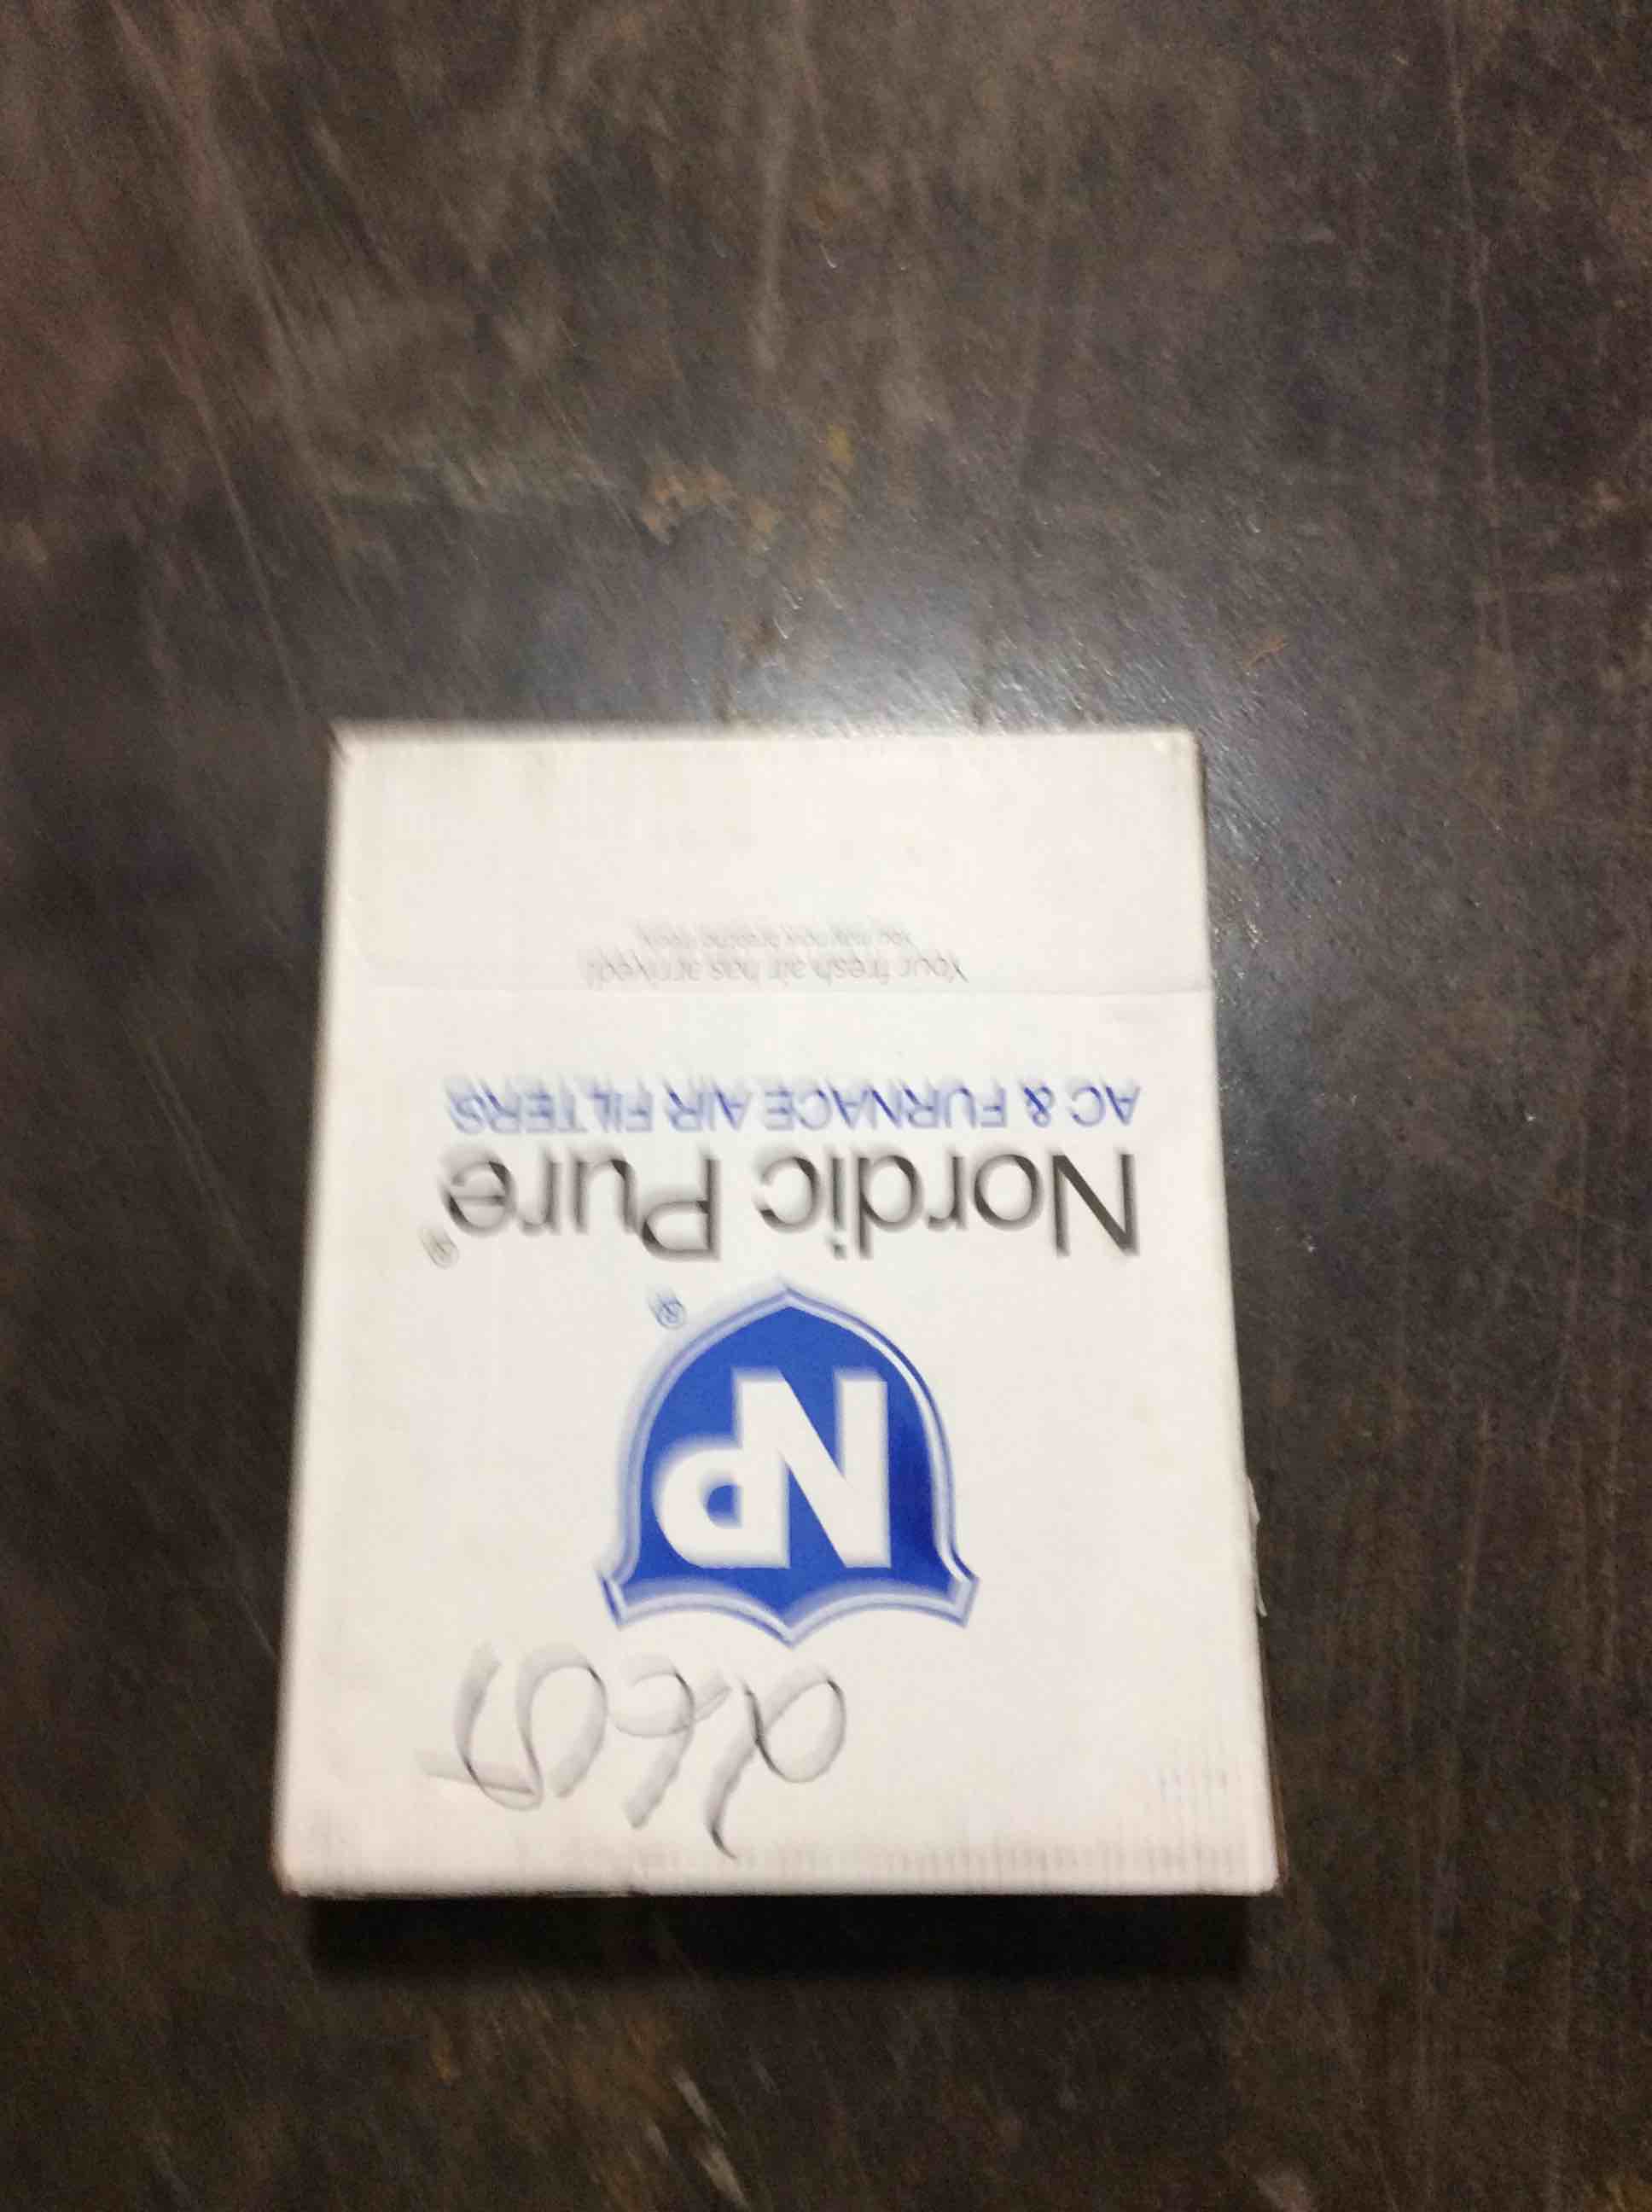 NP®
Nordic Pure®
AC & FURNACE AIR FILTERS
Your fresh air has arrived!